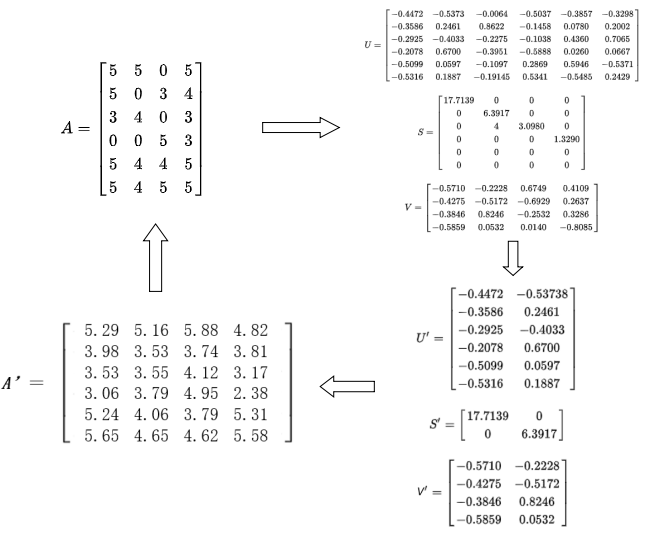 A =
5 5 0 5
5 0 3 4
3 4 0 3
0 0 5 3
5 4 4 5
5 4 5 5
U =
−0.4472 −0.5373 −0.0064 −0.5037 −0.3857 −0.3298
−0.3586 0.2461 0.8622 −0.1458 0.0780 0.2002
−0.2925 −0.4033 −0.2275 −0.1038 0.4360 0.7065
−0.2078 0.6700 −0.3951 −0.5888 0.0260 0.0667
−0.5099 0.0597 −0.1097 0.2869 0.5946 −0.5371
−0.5316 0.1887 −0.19145 0.5341 −0.5485 0.2429
S =
17.7139 0 0 0
0 6.3917 0 0
0 4 3.0980 0
0 0 0 1.3290
0 0 0 0
0 0 0 0
V =
−0.5710 −0.2228 0.6749 0.4109
−0.4275 −0.5172 −0.6929 0.2637
−0.3846 0.8246 −0.2532 0.3286
−0.5859 0.0532 0.0140 −0.8085
U′ =
−0.4472 −0.53738
−0.3586 0.2461
−0.2925 −0.4033
−0.2078 0.6700
−0.5099 0.0597
−0.5316 0.1887
S′ =
17.7139 0
0 6.3917
V′ =
−0.5710 −0.2228
−0.4275 −0.5172
−0.3846 0.8246
−0.5859 0.0532
A’ =
5.29 5.16 5.88 4.82
3.98 3.53 3.74 3.81
3.53 3.55 4.12 3.17
3.06 3.79 4.95 2.38
5.24 4.06 3.79 5.31
5.65 4.65 4.62 5.58